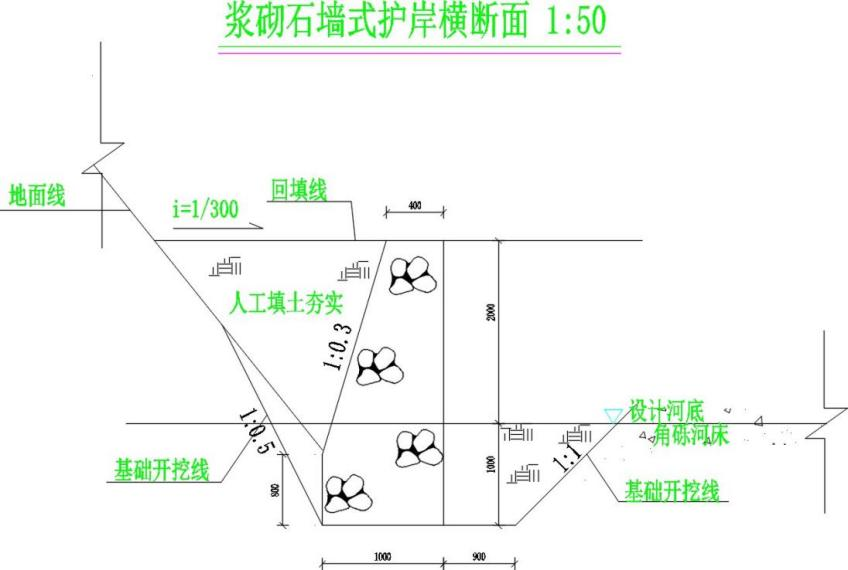 浆砌石墙式护岸横断面 1:50
地面线
i=1/300
回填线
400
人工填土夯实
1:0.3
2000
1:0.5
设计河底
角砾河床
基础开挖线
800
1000
1:1
基础开挖线
1000
900